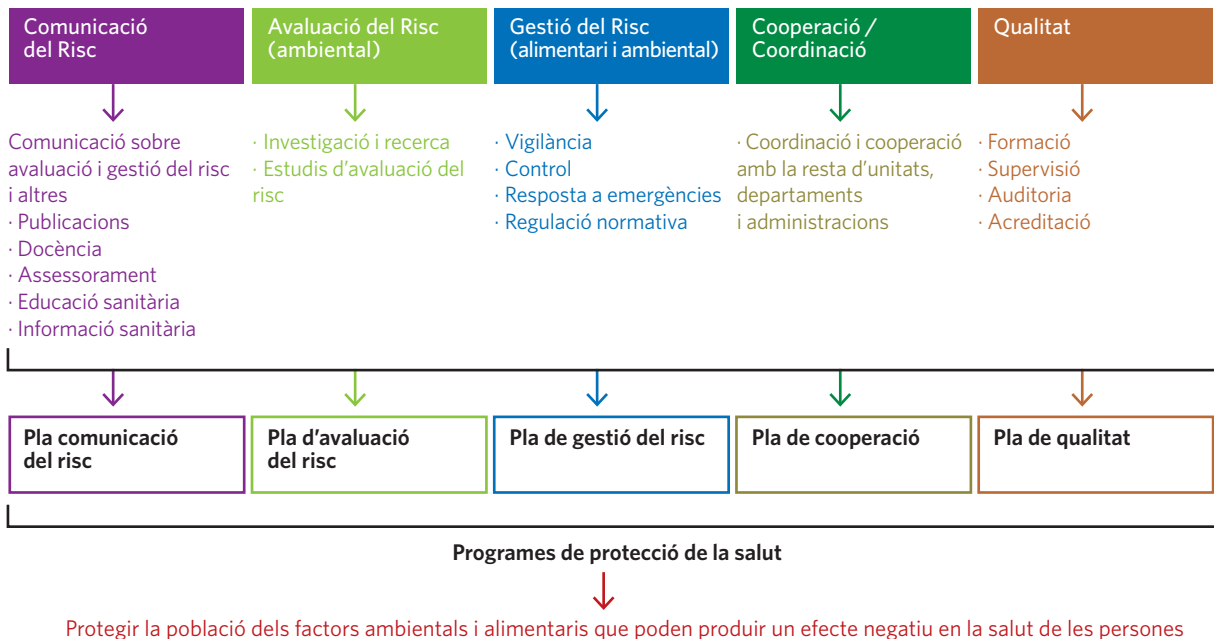 Comunicació
del Risc
Avaluació del Risc
(ambiental)
Gestió del Risc
(alimentari i ambiental)
Cooperació /
Coordinació
Qualitat
Comunicació sobre
avaluació i gestió del risc
i altres
· Publicacions
· Docència
· Assessorament
· Educació sanitària
· Informació sanitària
· Investigació i recerca
· Estudis d'avaluació del
risc
· Vigilància
· Control
· Resposta a emergències
· Regulació normativa
· Coordinació i cooperació
amb la resta d'unitats,
departaments
i administracions
· Formació
· Supervisió
· Auditoria
· Acreditació
Pla comunicació
del risc
Pla d'avaluació
del risc
Pla de gestió del risc
Pla de cooperació
Pla de qualitat
Programes de protecció de la salut
Protegir la població dels factors ambientals i alimentaris que poden produir un efecte negatiu en la salut de les persones